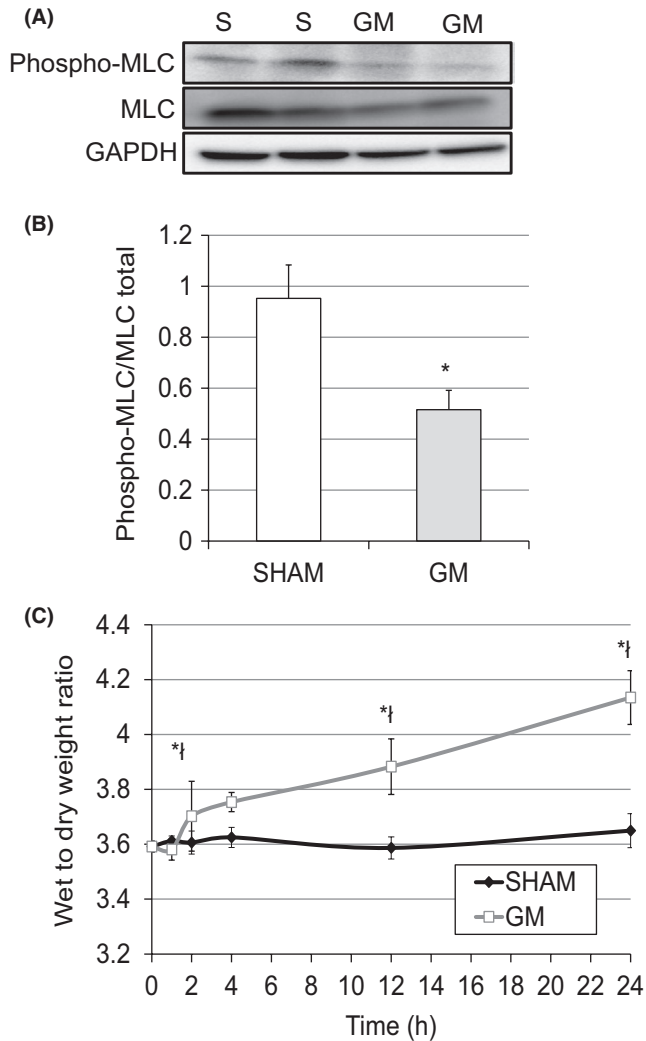 (A)
S S GM GM
Phospho-MLC
MLC
GAPDH
(B)
Phospho-MLC/MLC total
1.2
1
0.8
0.6
0.4
0.2
0
*
SHAM GM
(C)
Wet to dry weight ratio
4.4
4.2
4
3.8
3.6
3.4
3.2
*ł
*ł
*ł
SHAM
GM
0 2 4 6 8 10 12 14 16 18 20 22 24
Time (h)